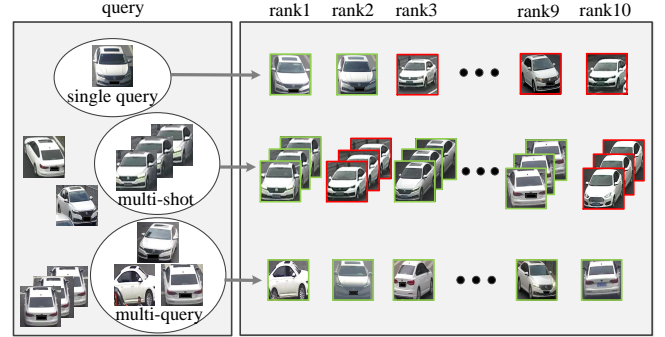 query
rank1 rank2 rank3 rank9 rank10
single query
multi-shot
multi-query